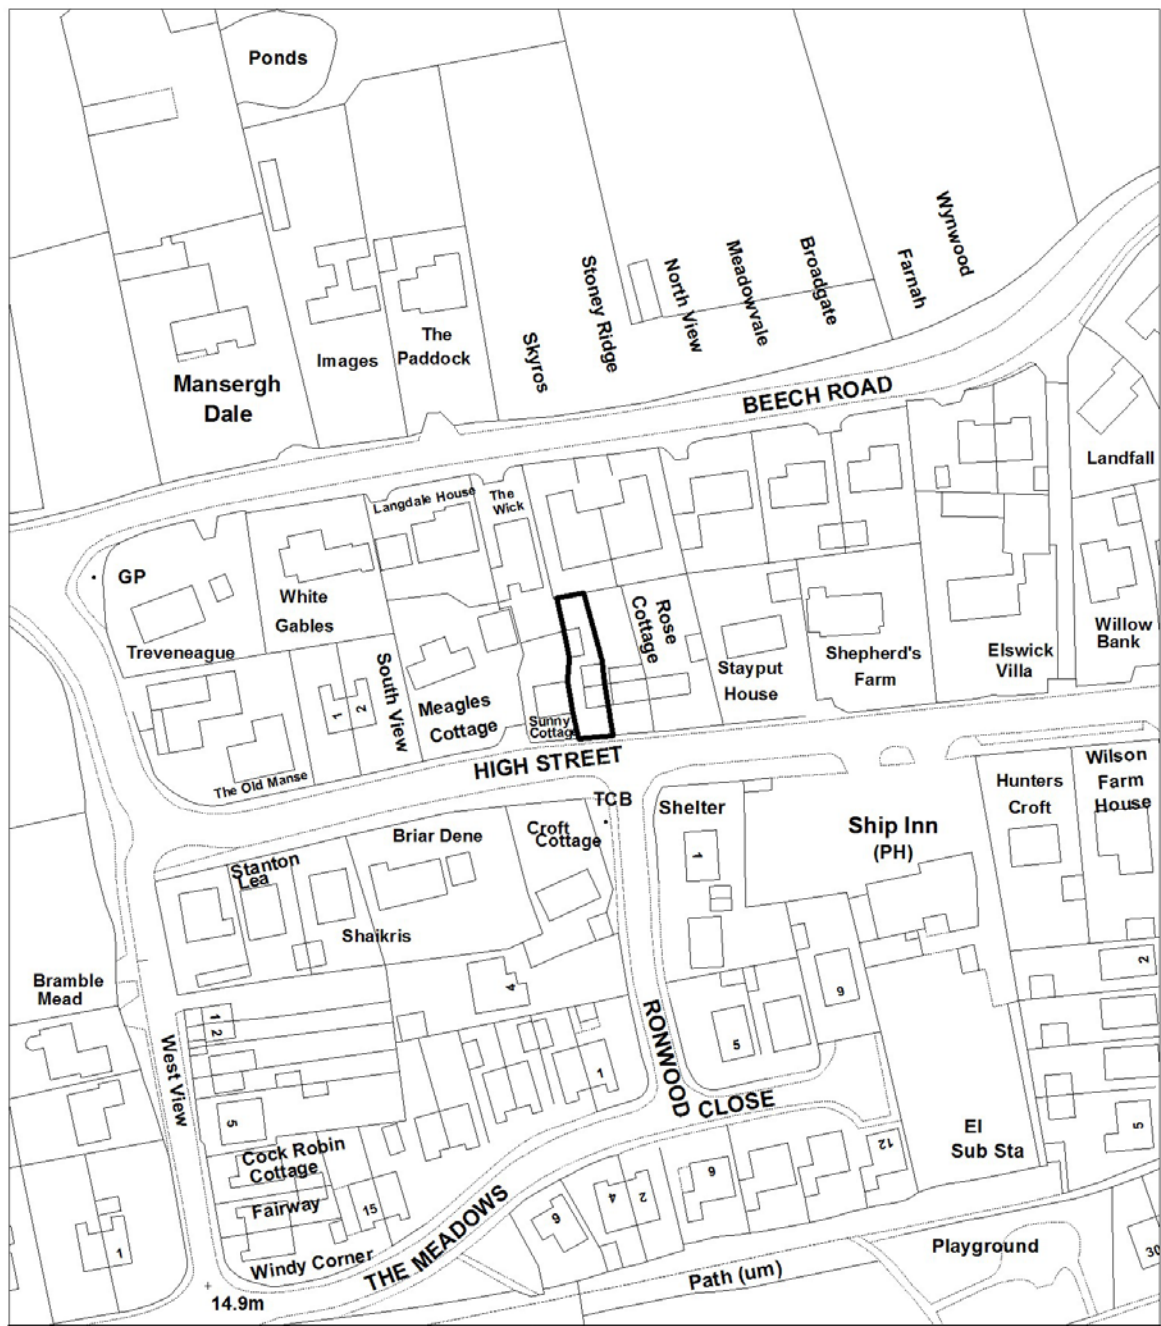 Ponds
Wynwood
Farnah
Broadgate
Meadowvale
North View
Stoney Ridge
Skyros
The
Paddock
Images
Mansergh
Dale
BEECH ROAD
Landfall
Langdale House
The
Wick
GP
White
Gables
Treveneague
Rose
Cottage
South View
Meagles
Cottage
1
2
Stayput
House
Shepherd's
Farm
Elswick
Villa
Willow
Bank
Sunny
Cottage
The Old Manse
HIGH STREET
TCB
Shelter
Ship Inn
(PH)
Hunters
Croft
Wilson
Farm
House
Briar Dene
Croft
Cottage
Stanton
Lea
Shaikris
1
Bramble
Mead
4
9
2
1
2
West View
RONWOOD
CLOSE
5
1
5
5
El
Sub Sta
12
Cock Robin
Cottage
Fairway
15
Windy Corner
THE MEADOWS
9
4
2
6
1
Path (um)
Playground
30
14.9m